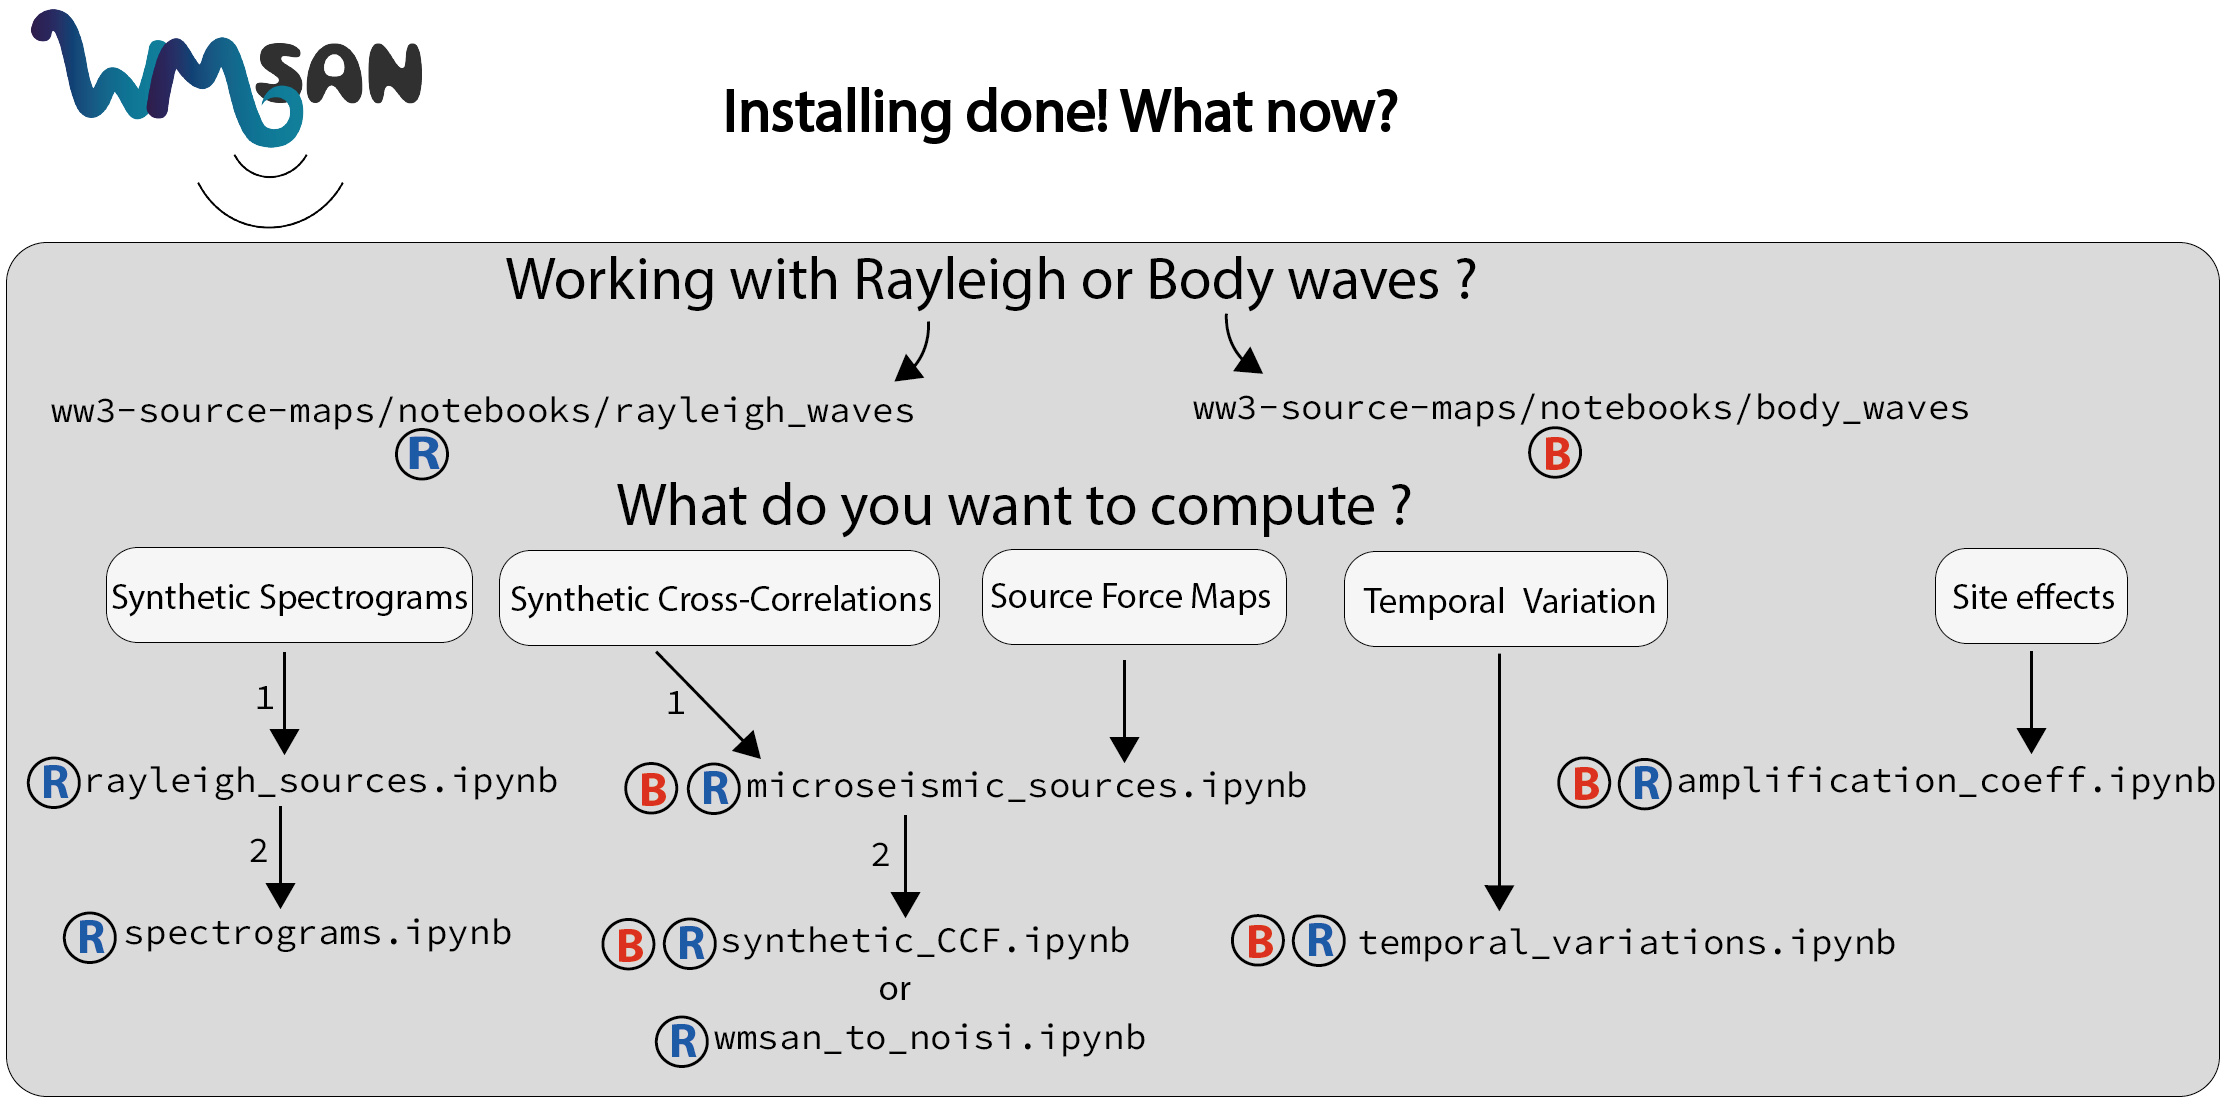 WMSAN
Installing done! What now?
Working with Rayleigh or Body waves ?
ww3-source-maps/notebooks/rayleigh_waves
ww3-source-maps/notebooks/body_waves
R
B
What do you want to compute ?
Synthetic Spectrograms
Synthetic Cross-Correlations
Source Force Maps
Temporal Variation
Site effects
1
1
R rayleigh_sources.ipynb
B R microseismic_sources.ipynb
B R amplification_coeff.ipynb
2
2
R spectrograms.ipynb
B R synthetic_CCF.ipynb
B R temporal_variations.ipynb
or
R wmsan_to_noisi.ipynb